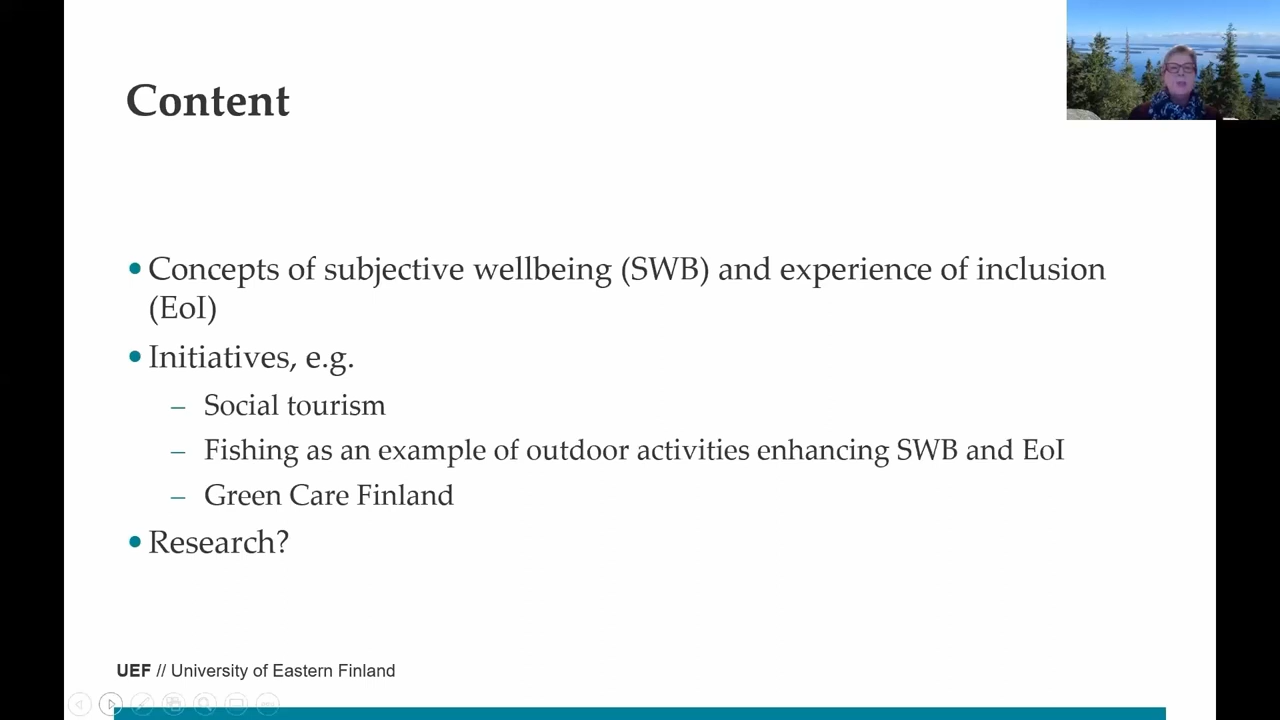 Content
• Concepts of subjective wellbeing (SWB) and experience of inclusion
(EoI)
• Initiatives, e.g.
– Social tourism
– Fishing as an example of outdoor activities enhancing SWB and EoI
– Green Care Finland
• Research?
UEF // University of Eastern Finland